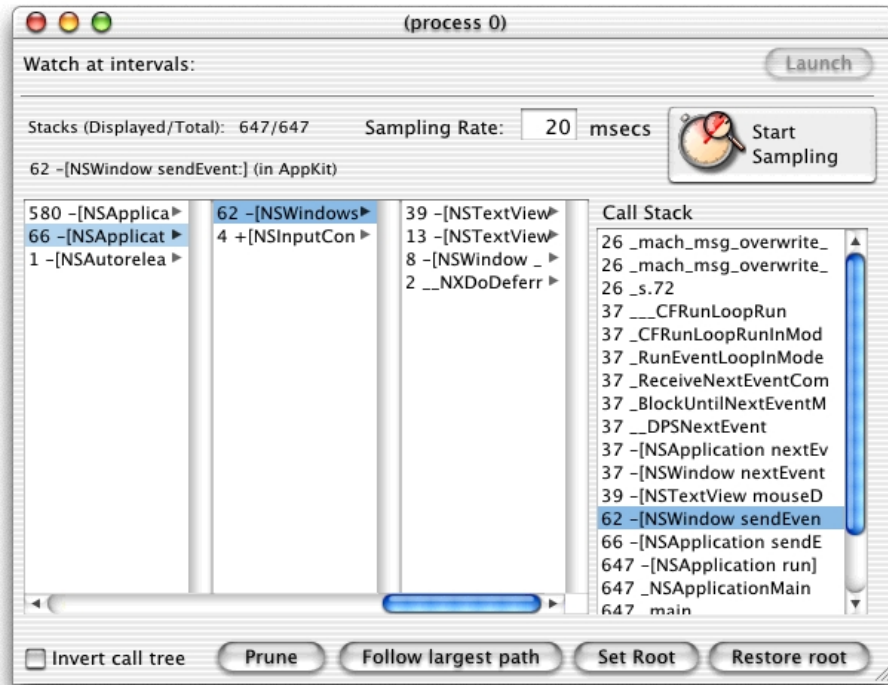 (process 0)
Watch at intervals:
Launch
Stacks (Displayed/Total): 647/647
Sampling Rate: 20 msecs
Start
Sampling
62 -[NSWindow sendEvent:] (in AppKit)
580 -[NSApplica
66 -[NSApplicat
1 -[NSAutorelea
62 -[NSWindows
4 +[NSInputCon
39 -[NSTextView
13 -[NSTextView
8 -[NSWindow _
2 __NXDoDeferr
Call Stack
26 _mach_msg_overwrite_
26 _mach_msg_overwrite_
26 _s.72
37 ___CFRunLoopRun
37 _CFRunLoopRunInMod
37 _RunEventLoopInMode
37 _ReceiveNextEventCom
37 _BlockUntilNextEventM
37 __DPSNextEvent
37 -[NSApplication nextEv
37 -[NSWindow nextEvent
39 -[NSTextView mouseD
62 -[NSWindow sendEven
66 -[NSApplication sendE
647 -[NSApplication run]
647 _NSApplicationMain
647 _main
Invert call tree
Prune
Follow largest path
Set Root
Restore root